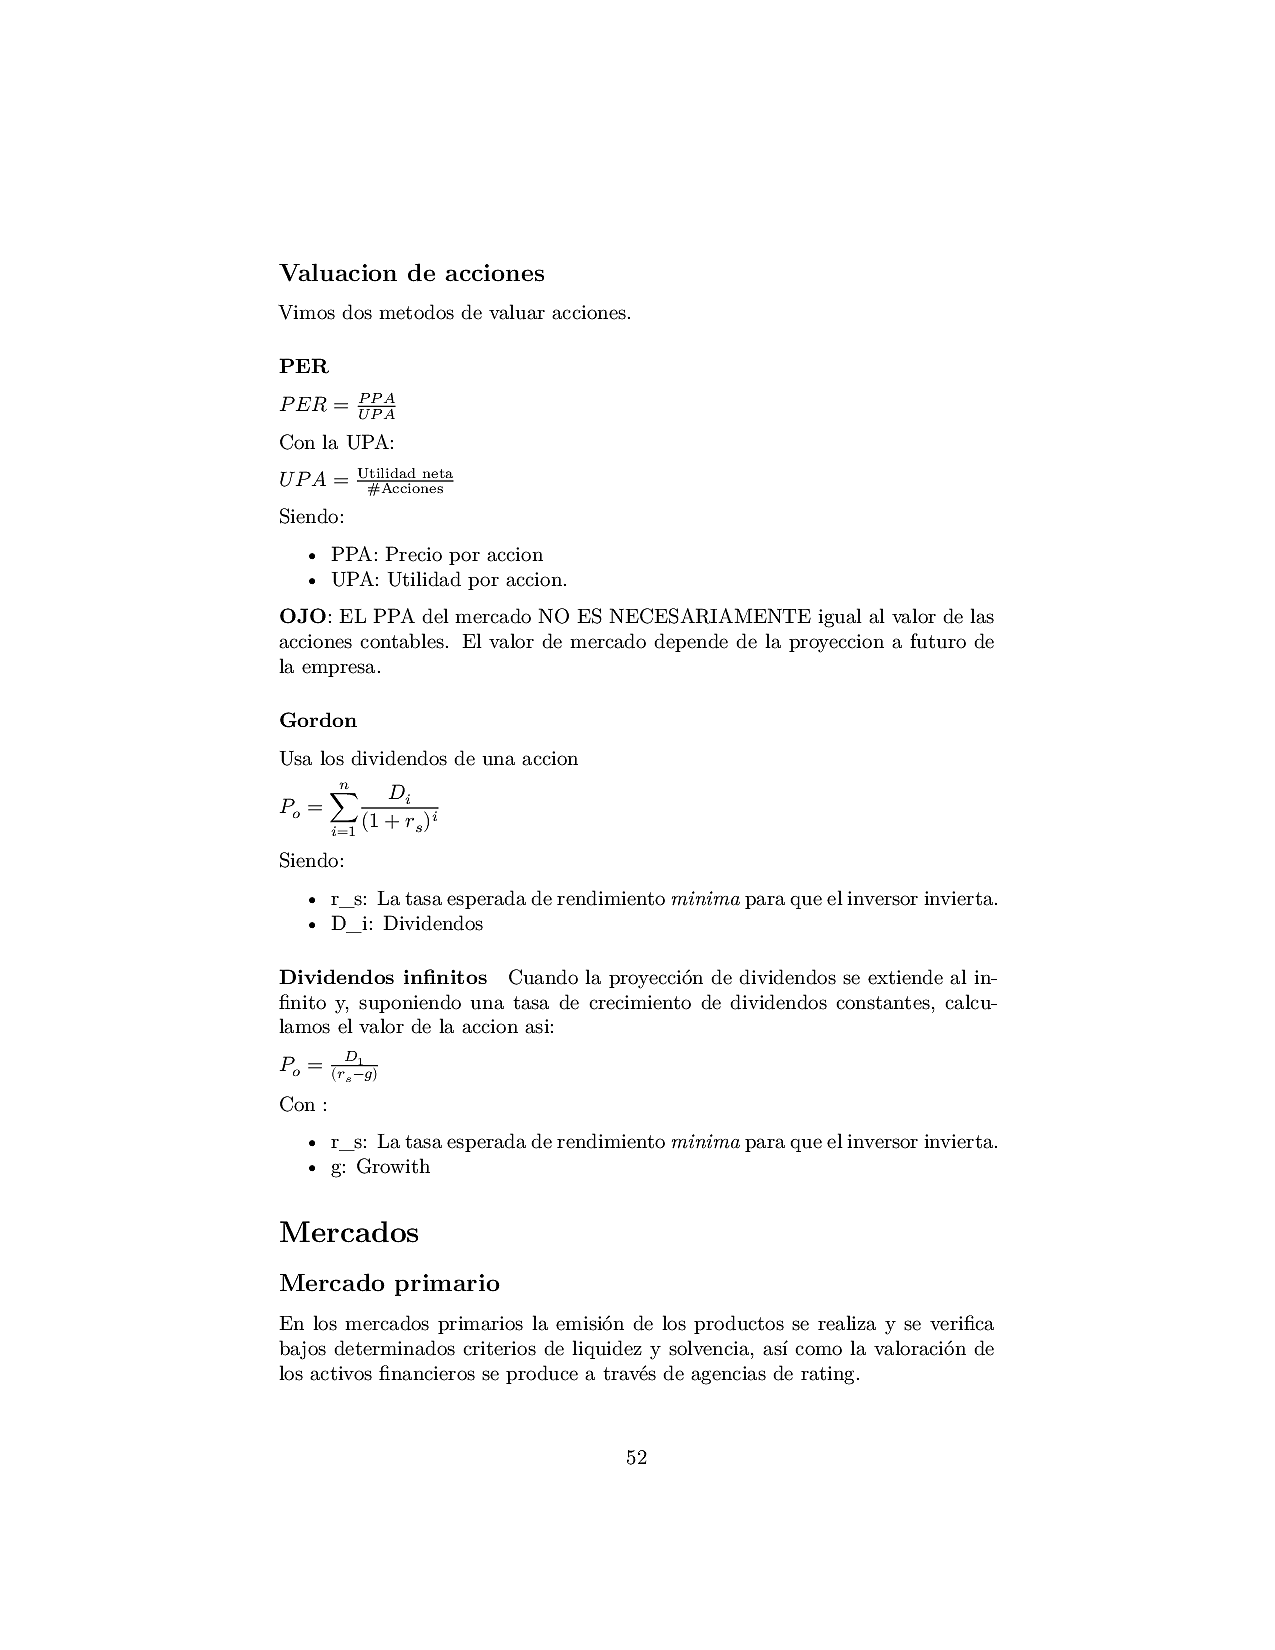 Valuacion de acciones
Vimos dos metodos de valuar acciones.
PER
PER = PPA/UPA
Con la UPA:
UPA = Utilidad neta/#Acciones
Siendo:
• PPA: Precio por accion
• UPA: Utilidad por accion.
OJO: EL PPA del mercado NO ES NECESARIAMENTE igual al valor de las
acciones contables. El valor de mercado depende de la proyeccion a futuro de
la empresa.
Gordon
Usa los dividendos de una accion
P_o = \sum_{i=1}^{n} \frac{D_i}{(1 + r_s)^i}
Siendo:
• r_s: La tasa esperada de rendimiento minima para que el inversor invierta.
• D_i: Dividendos
Dividendos infinitos Cuando la proyección de dividendos se extiende al in-
finito y, suponiendo una tasa de crecimiento de dividendos constantes, calcu-
lamos el valor de la accion asi:
P_o = \frac{D_1}{(r_s-g)}
Con :
• r_s: La tasa esperada de rendimiento minima para que el inversor invierta.
• g: Growith
Mercados
Mercado primario
En los mercados primarios la emisión de los productos se realiza y se verifica
bajos determinados criterios de liquidez y solvencia, así como la valoración de
los activos financieros se produce a través de agencias de rating.
52